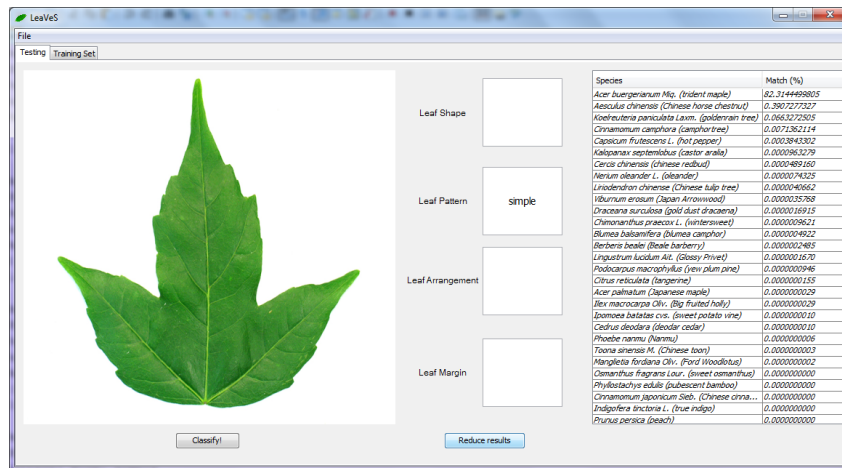 LeaVeS
File
Testing Training Set
Leaf Shape
Leaf Pattern simple
Leaf Arrangement
Leaf Margin
Classify! Reduce results
Species Match (%)
Acer buergerianum Miq. (trident maple) 82.3144499805
Aesculus chinensis (Chinese horse chestnut) 0.3907277327
Koelreuteria paniculata Laxm. (goldenrain tree) 0.0663272505
Cinnamomum camphora (camphortree) 0.0071362114
Capsicum frutescens L. (hot pepper) 0.0003843302
Kalopanax septemlobus (castor aralia) 0.0000963279
Cercis chinensis (chinese redbud) 0.0000489160
Nerium oleander L. (oleander) 0.0000074325
Liriodendron chinense (Chinese tulip tree) 0.0000040662
Viburnum erosum (Japan Arrowwood) 0.0000035768
Dracaena surculosa (gold dust dracaena) 0.0000016915
Chimonanthus praecox L. (wintersweet) 0.0000009621
Blumea balsamifera (blumea camphor) 0.0000004922
Berberis bealei (Beale barberry) 0.0000002485
Lingustrum lucidum Ait. (Glossy Privet) 0.0000001670
Podocarpus macrophyllus (yew plum pine) 0.0000000946
Citrus reticulata (tangerine) 0.0000000155
Acer palmatum (Japanese maple) 0.0000000029
Ilex macrocarpa Oliv. (Big fruited holly) 0.0000000029
Ipomoea batatas cvs. (sweet potato vine) 0.0000000010
Cedrus deodara (deodar cedar) 0.0000000010
Phoebe nanmu (Nanmu) 0.0000000006
Toona sinensis M. (Chinese toon) 0.0000000003
Manglietia fordiana Oliv. (Ford Woodlotus) 0.0000000002
Osmanthus fragrans Lour. (sweet osmanthus) 0.0000000000
Phyllostachys edulis (pubescent bamboo) 0.0000000000
Cinnamomum japonicum Sieb. (Chinese cinna... 0.0000000000
Indigofera tinctoria L. (true indigo) 0.0000000000
Prunus persica (peach) 0.0000000000